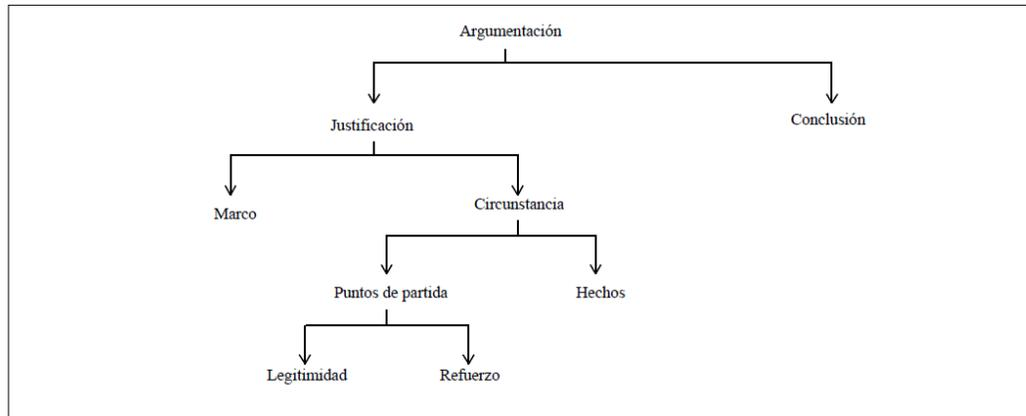 Argumentación
Justificación
Conclusión
Marco
Circunstancia
Puntos de partida
Hechos
Legitimidad
Refuerzo